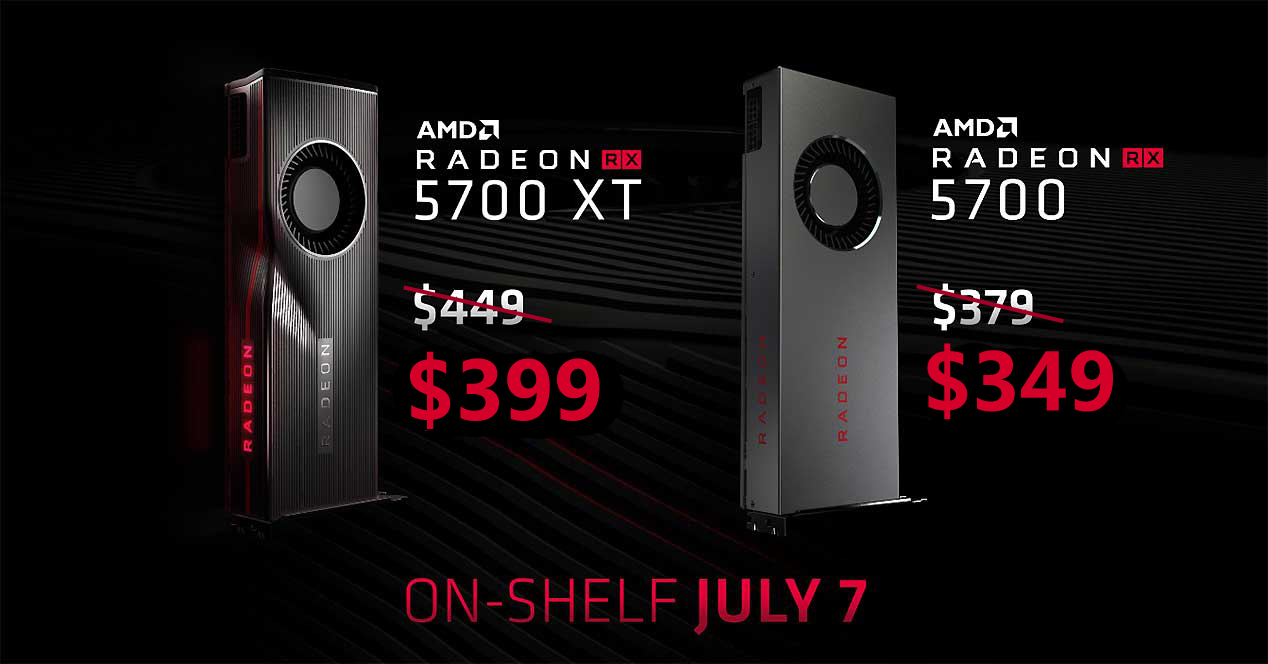 AMD
RADEON RX
5700 XT
$449
$399
RADEON
RADEON
AMD
RADEON RX
5700
$379
$349
RADEON
RADEON
ON-SHELF JULY 7